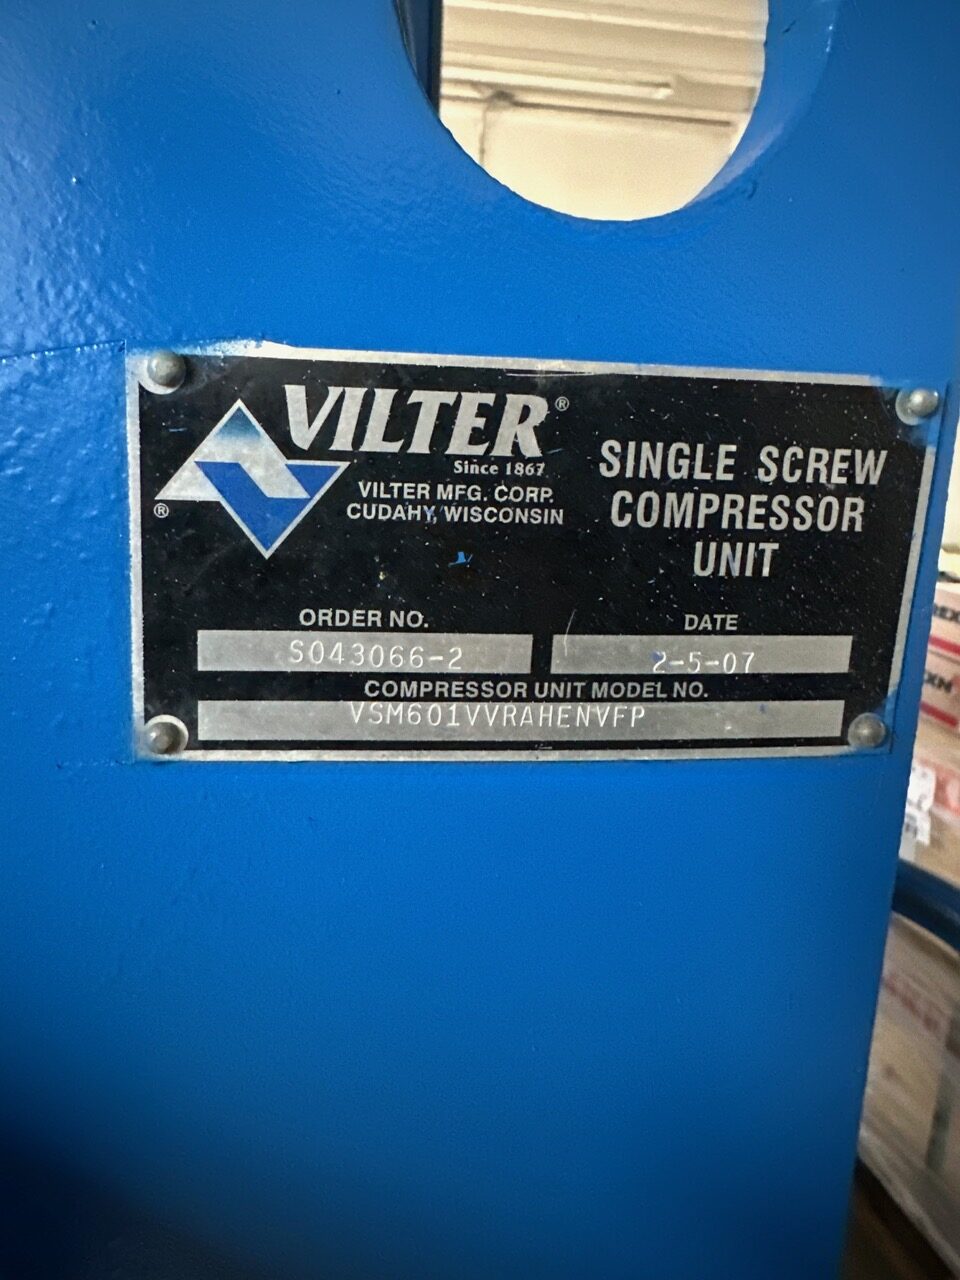 VILTER®
Since 1867
VILTER MFG. CORP.
CUDAHY, WISCONSIN
®
SINGLE SCREW
COMPRESSOR
UNIT
ORDER NO.
S043066-2
DATE
2-5-07
COMPRESSOR UNIT MODEL NO.
VSM601VVRAHENVFP